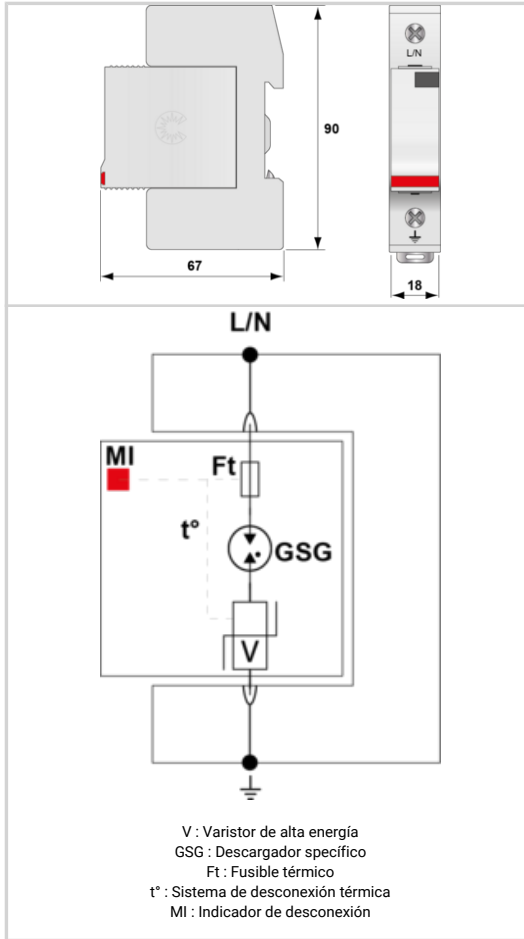 L/N
90
67
18
L/N
MI
Ft
t°
GSG
V
V : Varistor de alta energía
GSG : Descargador específico
Ft : Fusible térmico
t° : Sistema de desconexión térmica
MI : Indicador de desconexión